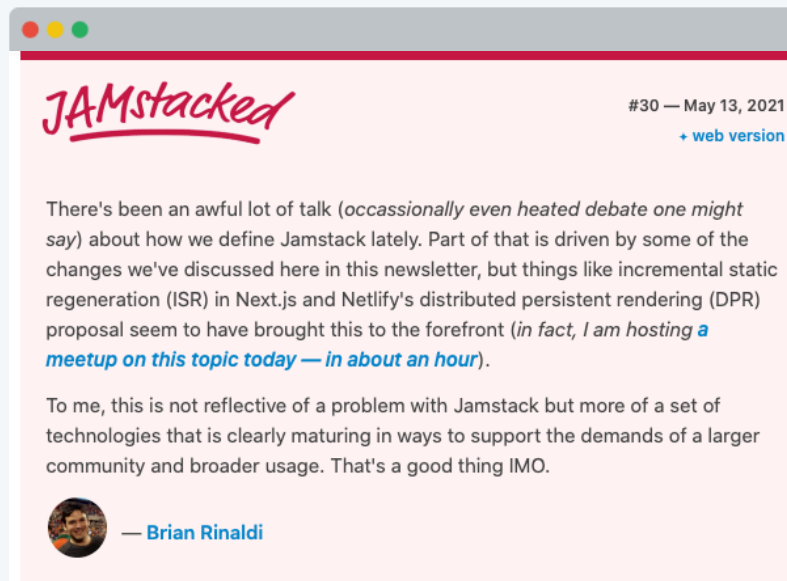 JAMstacked
#30 — May 13, 2021
+ web version
There's been an awful lot of talk (occassionally even heated debate one might
say) about how we define Jamstack lately. Part of that is driven by some of the
changes we've discussed here in this newsletter, but things like incremental static
regeneration (ISR) in Next.js and Netlify's distributed persistent rendering (DPR)
proposal seem to have brought this to the forefront (in fact, I am hosting a
meetup on this topic today — in about an hour).
To me, this is not reflective of a problem with Jamstack but more of a set of
technologies that is clearly maturing in ways to support the demands of a larger
community and broader usage. That's a good thing IMO.
— Brian Rinaldi